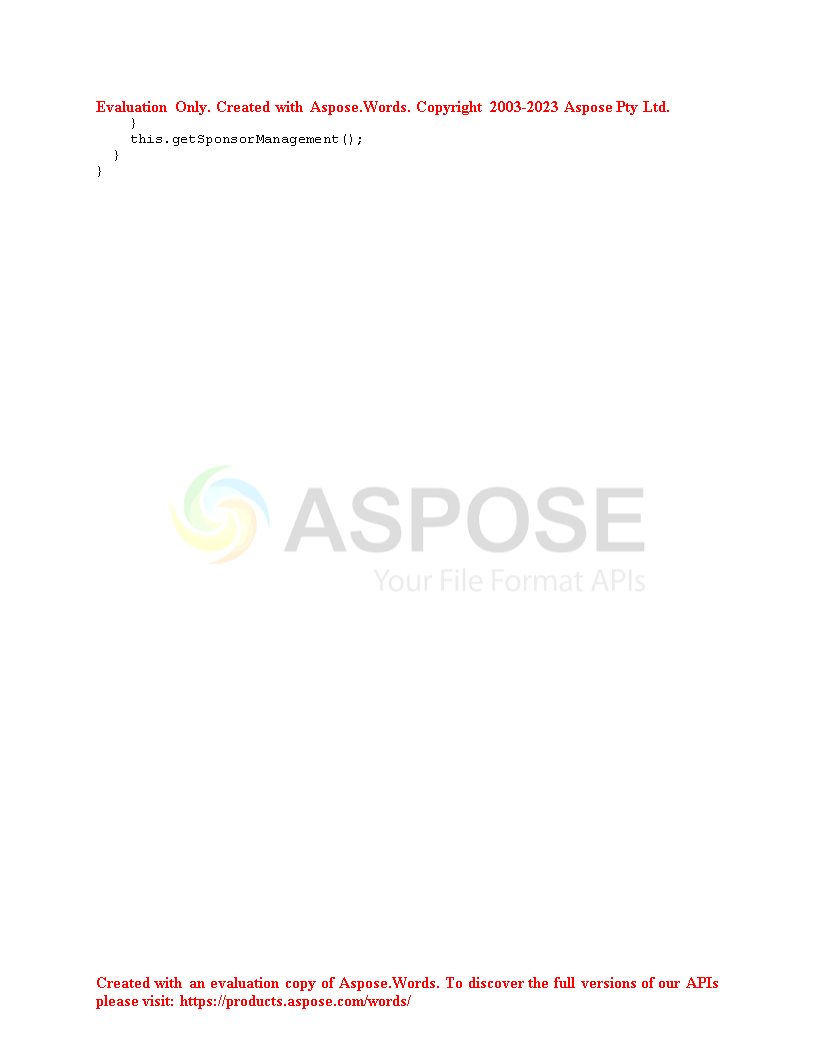 Evaluation Only. Created with Aspose.Words. Copyright 2003-2023 Aspose Pty Ltd.
    }
    this.getSponsorManagement();
  }
}
ASPOSE
Your File Format APIs
Created with an evaluation copy of Aspose.Words. To discover the full versions of our APIs
please visit: https://products.aspose.com/words/